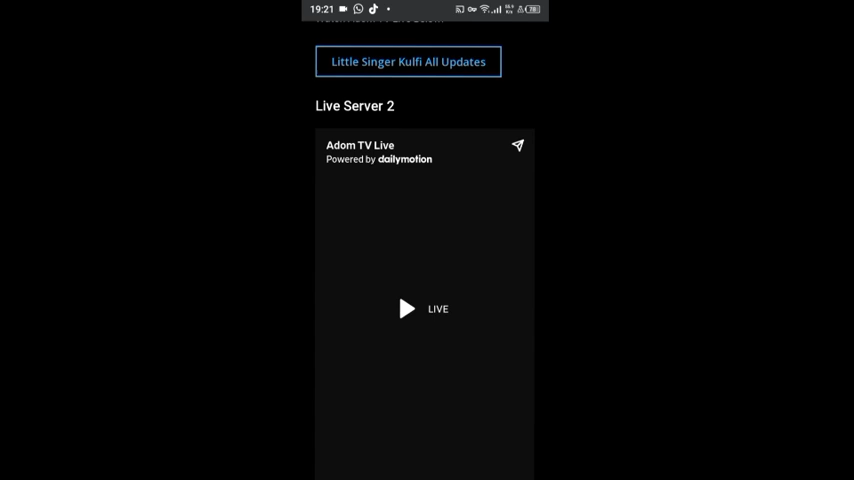 19:21
Little Singer Kulfi All Updates
Live Server 2
Adom TV Live
Powered by dailymotion
LIVE